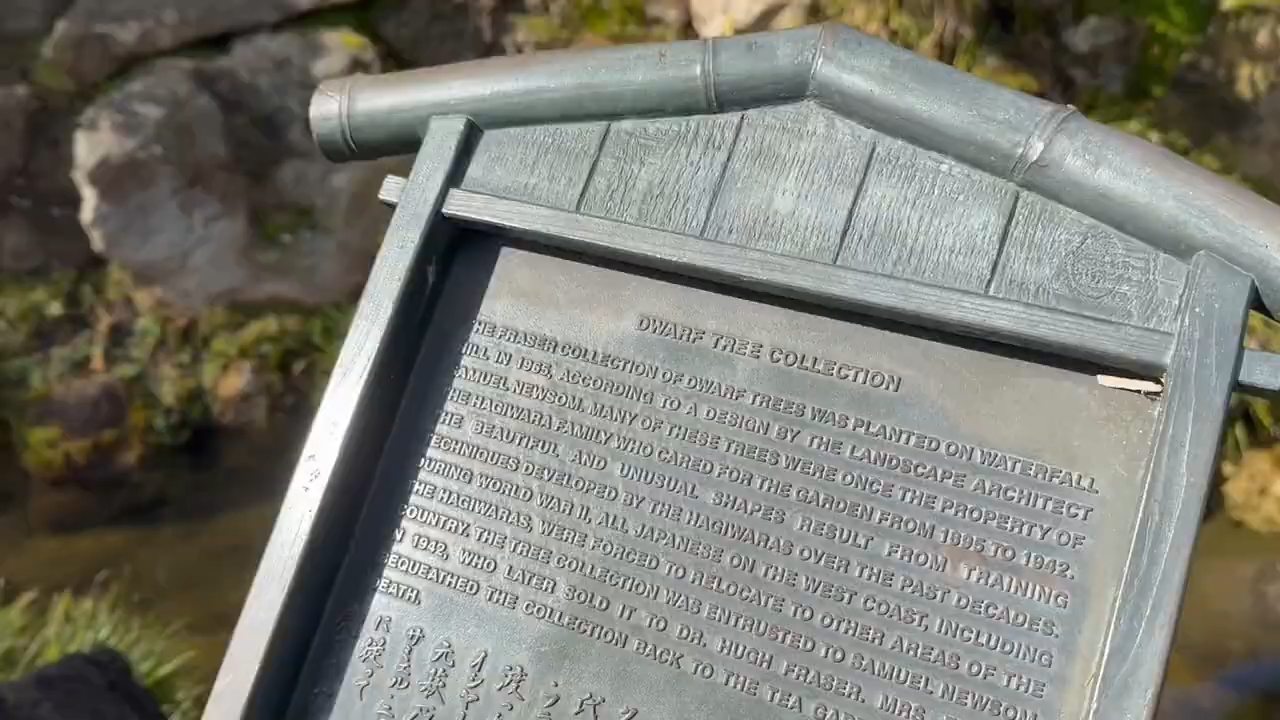 DWARF TREE COLLECTION
THE FRASER COLLECTION OF DWARF TREES WAS PLANTED ON WATERFALL
HILL IN 1965, ACCORDING TO A DESIGN BY THE LANDSCAPE ARCHITECT
SAMUEL NEWSOM. MANY OF THESE TREES WERE ONCE THE PROPERTY OF
THE HAGIWARA FAMILY WHO CARED FOR THE GARDEN FROM 1895 TO 1942.
THE BEAUTIFUL AND UNUSUAL SHAPES RESULT FROM TRAINING
TECHNIQUES DEVELOPED BY THE HAGIWARAS OVER THE PAST DECADES.
DURING WORLD WAR II, ALL JAPANESE ON THE WEST COAST, INCLUDING
THE HAGIWARAS, WERE FORCED TO RELOCATE TO OTHER AREAS OF THE
COUNTRY. THE TREE COLLECTION WAS ENTRUSTED TO SAMUEL NEWSOM
IN 1942, WHO LATER SOLD IT TO DR. HUGH FRASER. MRS.
BEQUEATHED THE COLLECTION BACK TO THE TEA
DEATH.